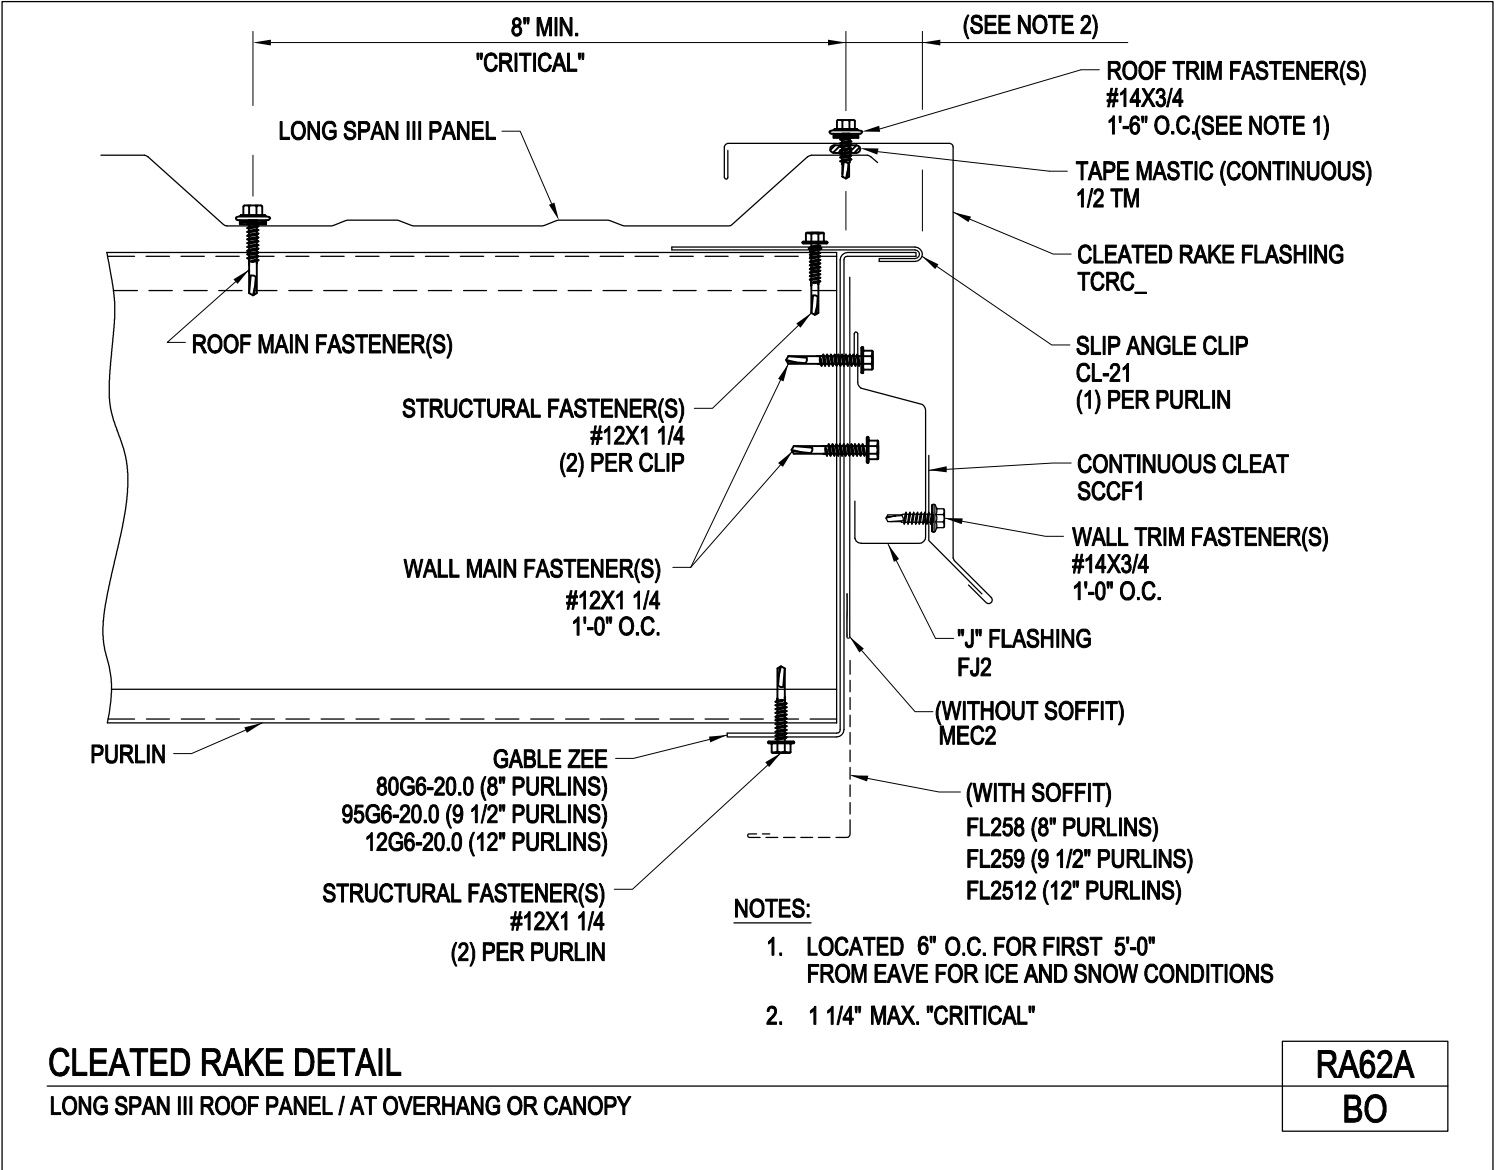 8" MIN.
"CRITICAL"
(SEE NOTE 2)
ROOF TRIM FASTENER(S)
#14X3/4
1'-6" O.C.(SEE NOTE 1)
LONG SPAN III PANEL
TAPE MASTIC (CONTINUOUS)
1/2 TM
CLEATED RAKE FLASHING
TCRC_
ROOF MAIN FASTENER(S)
SLIP ANGLE CLIP
CL-21
(1) PER PURLIN
STRUCTURAL FASTENER(S)
#12X1 1/4
(2) PER CLIP
CONTINUOUS CLEAT
SCCF1
WALL TRIM FASTENER(S)
#14X3/4
1'-0" O.C.
WALL MAIN FASTENER(S)
#12X1 1/4
1'-0" O.C.
"J" FLASHING
FJ2
(WITHOUT SOFFIT)
MEC2
PURLIN
GABLE ZEE
80G6-20.0 (8" PURLINS)
95G6-20.0 (9 1/2" PURLINS)
12G6-20.0 (12" PURLINS)
(WITH SOFFIT)
FL258 (8" PURLINS)
FL259 (9 1/2" PURLINS)
FL2512 (12" PURLINS)
STRUCTURAL FASTENER(S)
#12X1 1/4
(2) PER PURLIN
NOTES:
1. LOCATED 6" O.C. FOR FIRST 5'-0"
FROM EAVE FOR ICE AND SNOW CONDITIONS
2. 1 1/4" MAX. "CRITICAL"
CLEATED RAKE DETAIL
LONG SPAN III ROOF PANEL / AT OVERHANG OR CANOPY
RA62A
BO